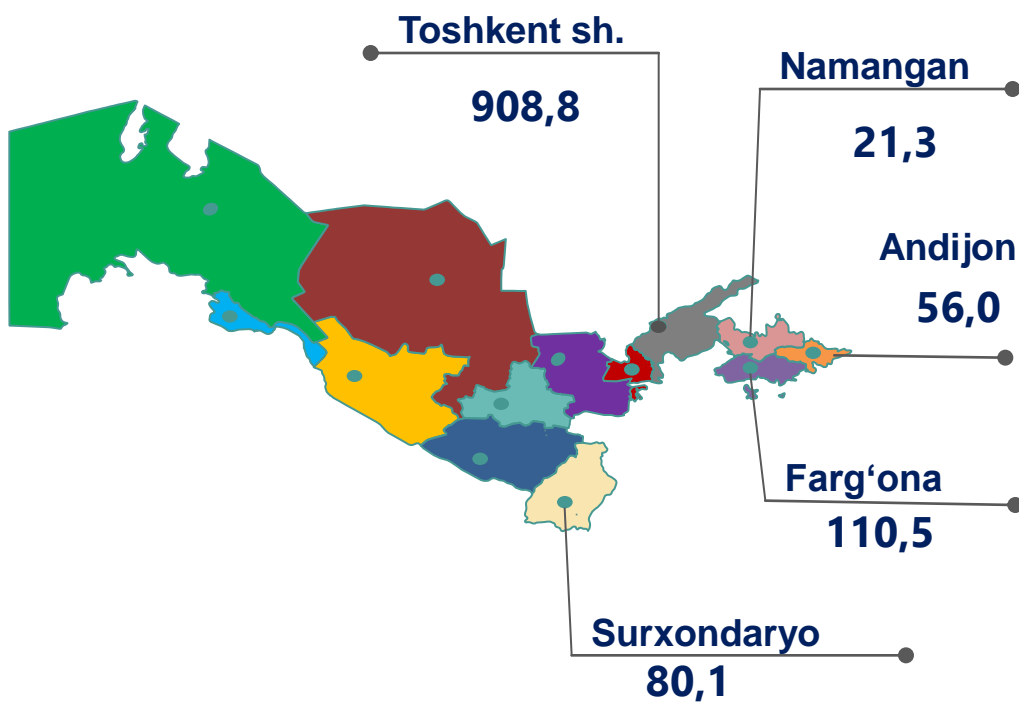 Toshkent sh.
908,8
Namangan
21,3
Andijon
56,0
Farg‘ona
110,5
Surxondaryo
80,1